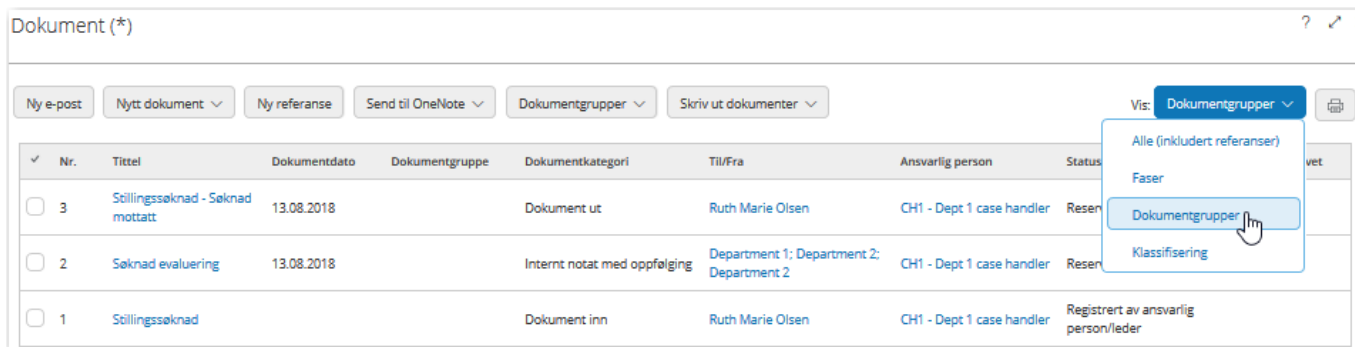 Dokument (*) ?
Ny e-post Nytt dokument Ny referanse Send til OneNote Dokumentgrupper Skriv ut dokumenter Vis: Dokumentgrupper
Alle (inkludert referanser)
Faser
Dokumentgrupper
Klassifisering
Nr. Tittel Dokumentdato Dokumentgruppe Dokumentkategori Til/Fra Ansvarlig person Status vet
3 Stillingssøknad - Søknad mottatt 13.08.2018 Dokument ut Ruth Marie Olsen CH1 - Dept 1 case handler Reser
2 Søknad evaluering 13.08.2018 Internt notat med oppfølging Department 1; Department 2; Department 2 CH1 - Dept 1 case handler Reser
1 Stillingssøknad Dokument inn Ruth Marie Olsen CH1 - Dept 1 case handler Registrert av ansvarlig person/leder